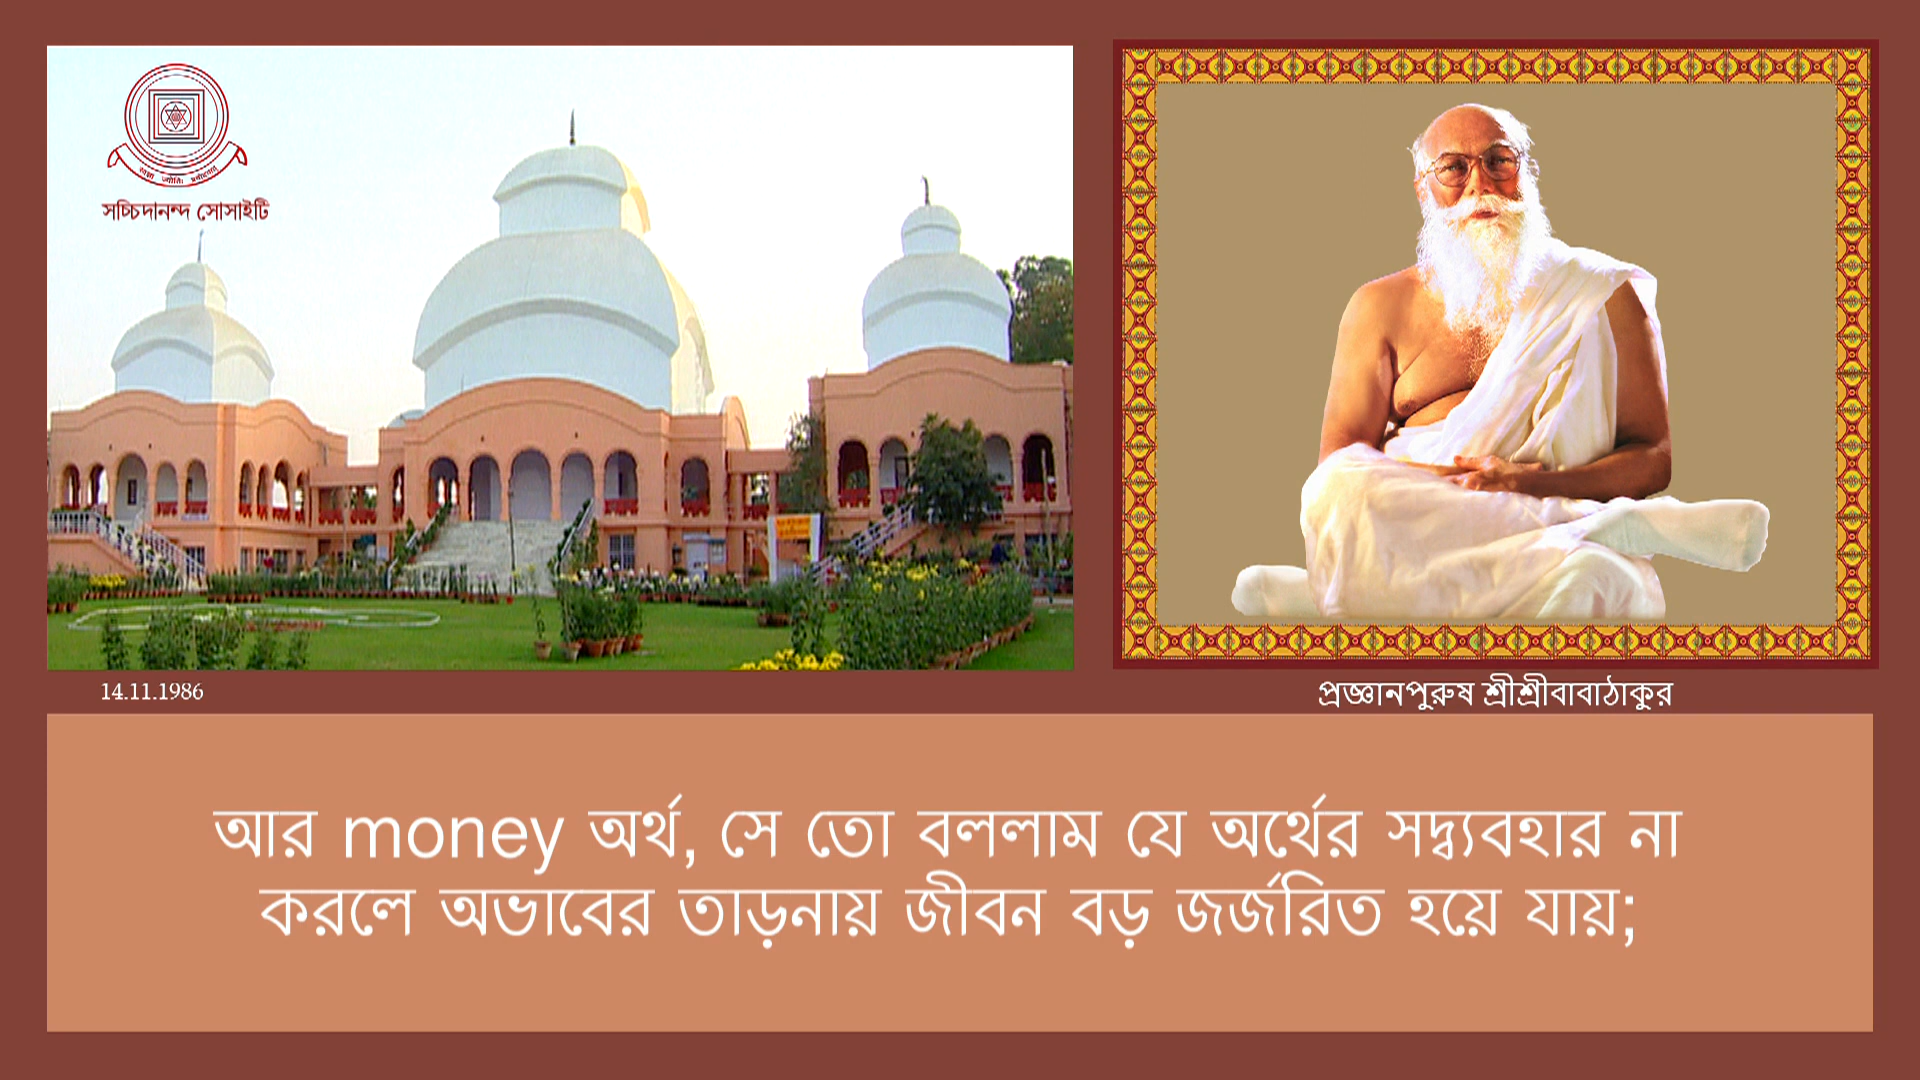 সচ্চিদানন্দ সোসাইটি
14.11.1986
প্রজ্ঞানপুরুষ শ্রীশ্রীবাবাঠাকুর
আর money অর্থ, সে তো বললাম যে অর্থের সদ্ব্যবহার না
করলে অভাবের তাড়নায় জীবন বড় জর্জরিত হয়ে যায়;